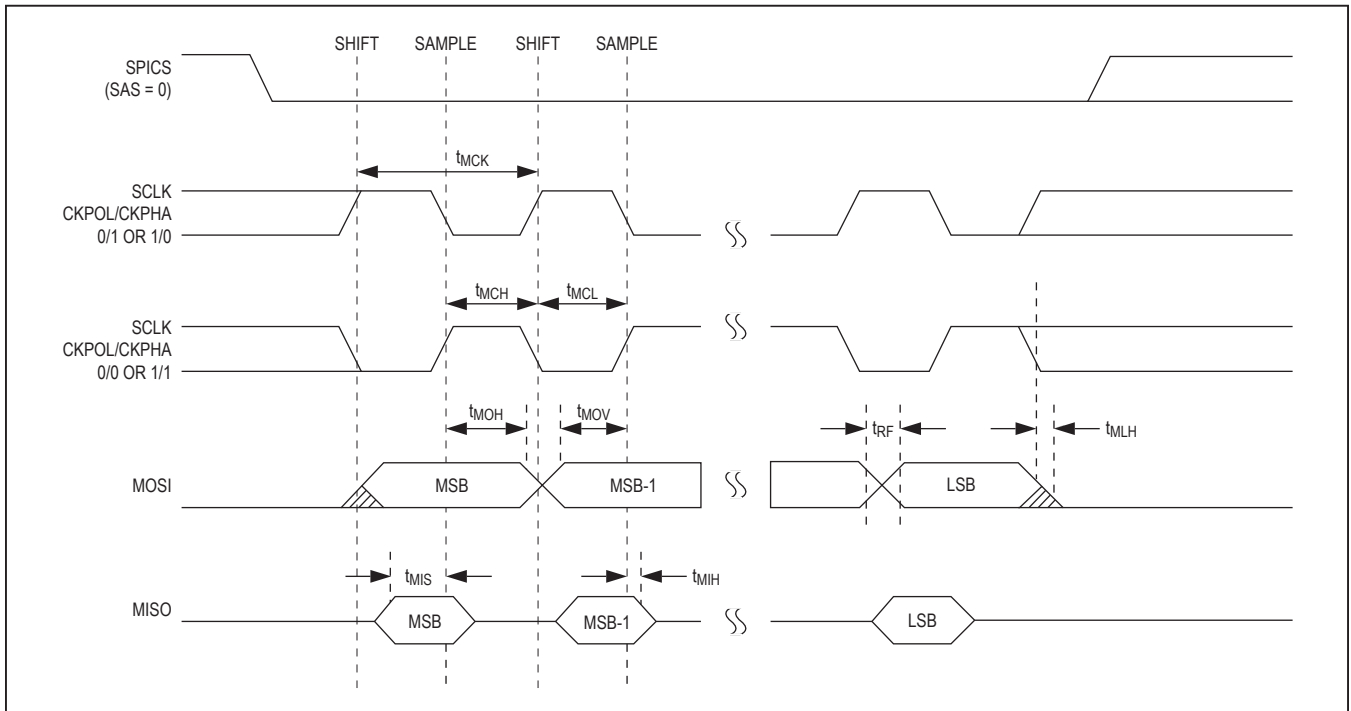 SHIFT SAMPLE SHIFT SAMPLE
SPICS
(SAS = 0)
tMCK
SCLK
CKPOL/CKPHA
0/1 OR 1/0
tMCH tMCL
SCLK
CKPOL/CKPHA
0/0 OR 1/1
tMOH tMOV tRF tMLH
MOSI MSB MSB-1 LSB
tMIS tMIH
MISO MSB MSB-1 LSB